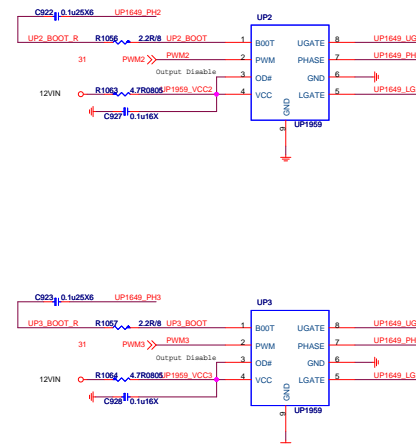 C922 0.1u25X6 UP1649_PH2
UP2
UP2_BOOT_R R1056 2.2R/8 UP2_BOOT 1 B00T UGATE 8 UP1649_UG
31 PWM2 PWM2 2 PWM PHASE 7 UP1649_PH
Output Disable 3 OD# GND 6
12VIN R1063 4.7R0805 UP1959_VCC2 4 VCC LGATE 5 UP1649_LG
C927 0.1u16X GND
9 UP1959
C923 0.1u25X6 UP1649_PH3
UP3
UP3_BOOT_R R1057 2.2R/8 UP3_BOOT 1 B00T UGATE 8 UP1649_UG
31 PWM3 PWM3 2 PWM PHASE 7 UP1649_PH
Output Disable 3 OD# GND 6
12VIN R1064 4.7R0805 UP1959_VCC3 4 VCC LGATE 5 UP1649_LG
C928 0.1u16X GND
9 UP1959